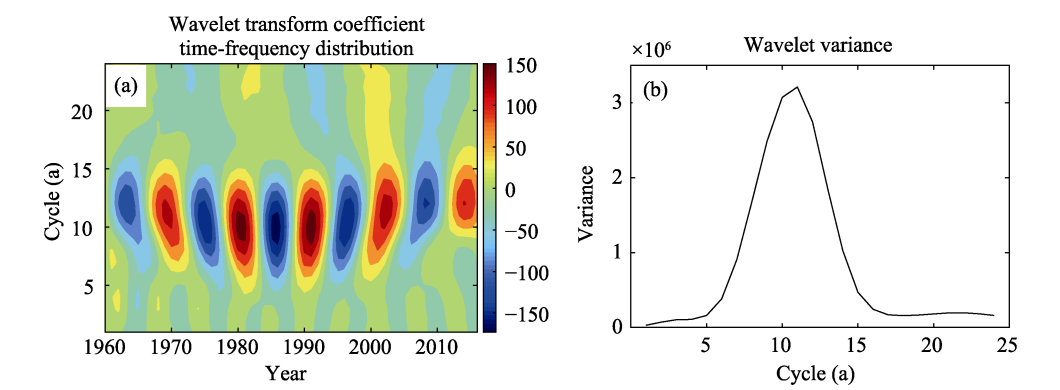 Wavelet transform coefficient
time-frequency distribution
(a)
20
15
10
5
Cycle (a)
1960 1970 1980 1990 2000 2010
Year
150
100
50
0
−50
−100
−150
×10⁶
Wavelet variance
(b)
3
2
1
0
Variance
5 10 15 20 25
Cycle (a)